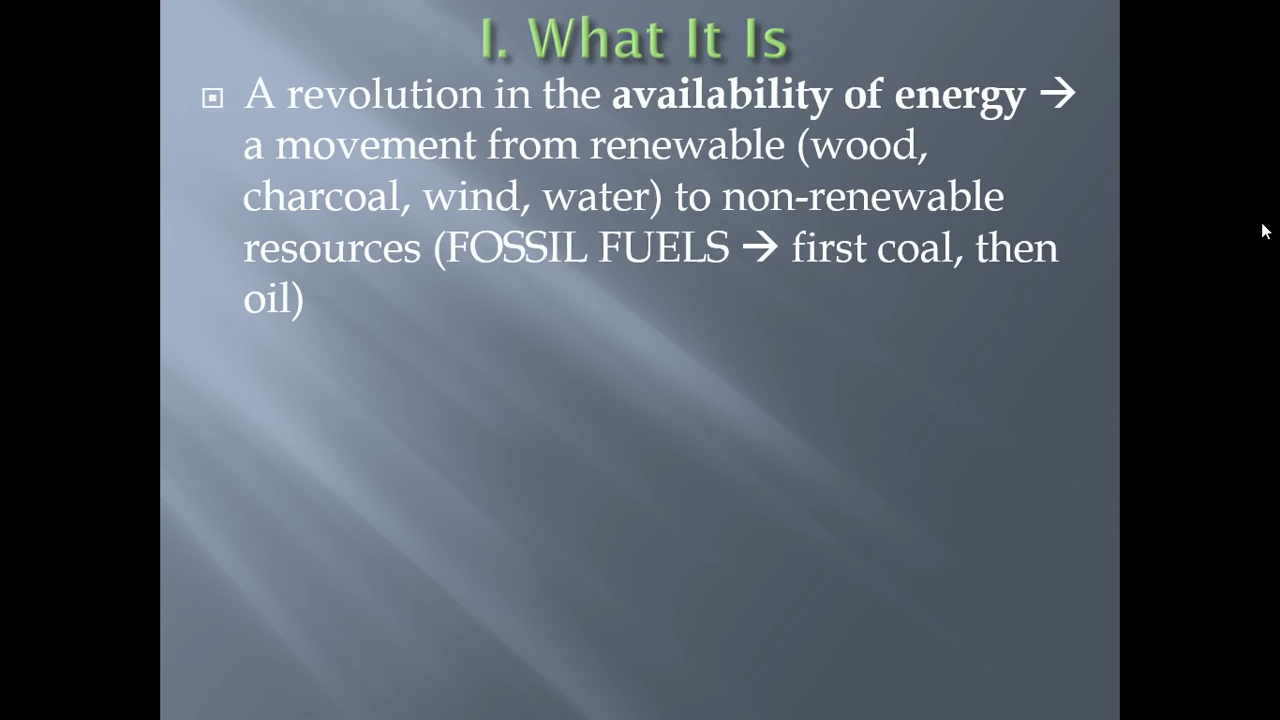 I. What It Is
A revolution in the availability of energy →
a movement from renewable (wood,
charcoal, wind, water) to non-renewable
resources (FOSSIL FUELS → first coal, then
oil)